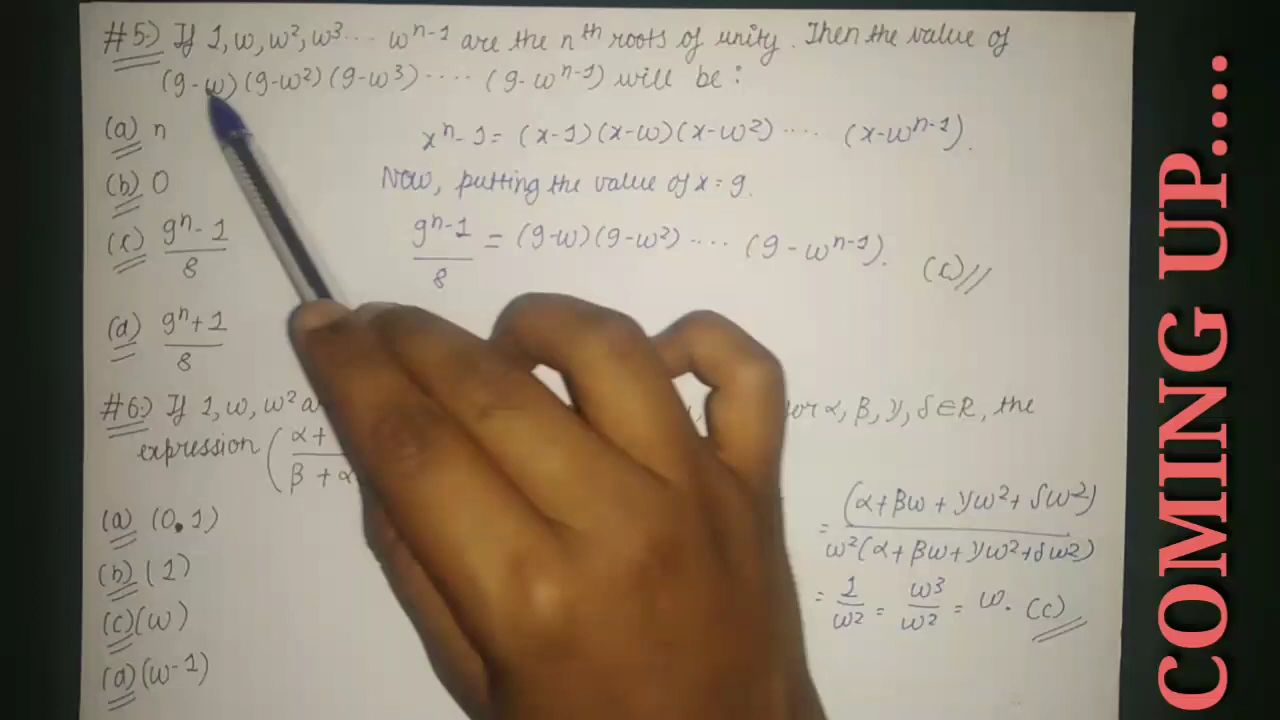 #5.) If 1, ω, ω², ω³ .... ωⁿ⁻¹ are the nᵗʰ roots of unity. Then the value of
(9-ω)(9-ω²)(9-ω³) ..... (9-ωⁿ⁻¹) will be:
(a) n
xⁿ-1 = (x-1)(x-ω)(x-ω²) ..... (x-ωⁿ⁻¹).
(b) 0
Now, putting the value of x = 9.
(c) 9ⁿ-1
8
9ⁿ-1
8
= (9-ω)(9-ω²) .... (9-ωⁿ⁻¹). (c)//
(d) 9ⁿ+1
8
#6.) If 1, ω, ω² α, β, γ, δ ∈ R, the
expression ( α+
β + α
(a) (0.1)
(b) (1)
(c) (ω)
(d) (ω-1)
= (α+βω+γω²+δω²)
ω²(α+βω+γω²+δω²)
= 1/ω² = ω³/ω² = ω. (c)
COMING UP....